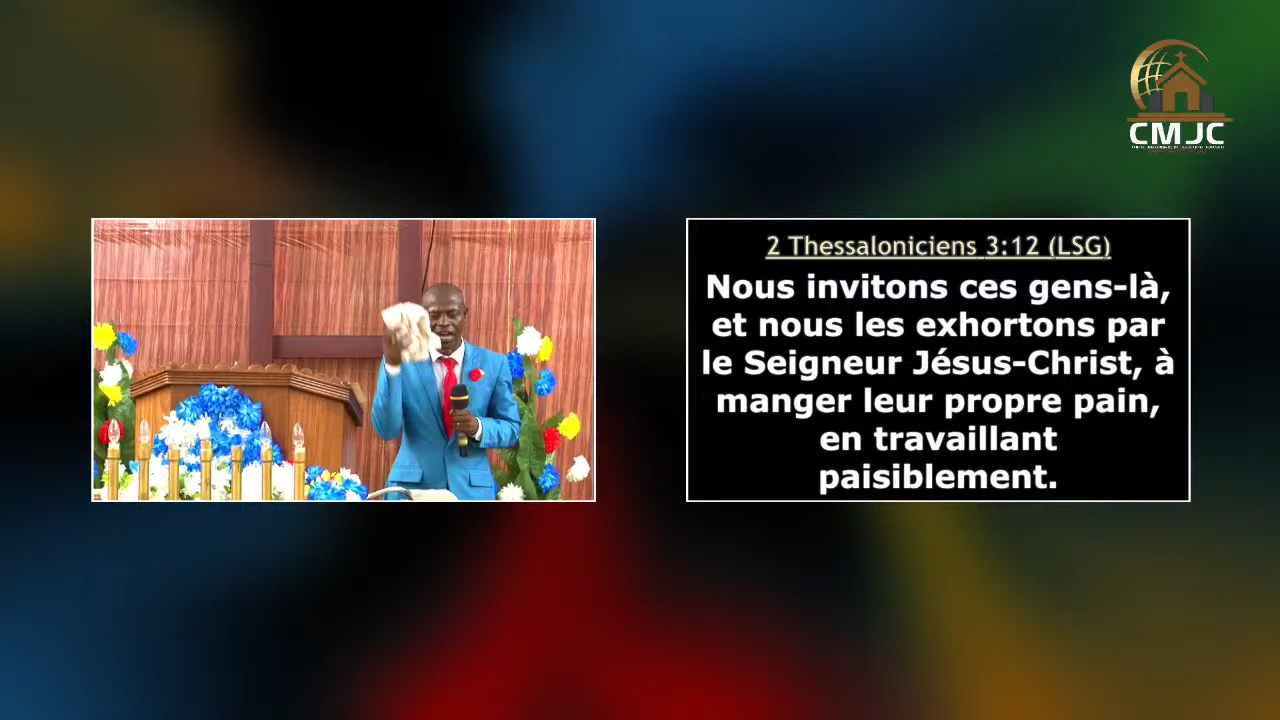 CMJC
2 Thessaloniciens 3:12 (LSG)
Nous invitons ces gens-là,
et nous les exhortons par
le Seigneur Jésus-Christ, à
manger leur propre pain,
en travaillant
paisiblement.